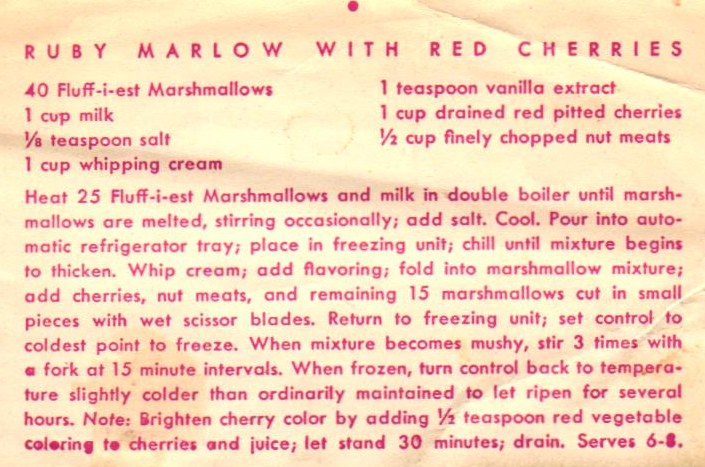 RUBY MARLOW WITH RED CHERRIES
40 Fluff-i-est Marshmallows
1 cup milk
⅛ teaspoon salt
1 cup whipping cream
1 teaspoon vanilla extract
1 cup drained red pitted cherries
½ cup finely chopped nut meats
Heat 25 Fluff-i-est Marshmallows and milk in double boiler until marsh-
mallows are melted, stirring occasionally; add salt. Cool. Pour into auto-
matic refrigerator tray; place in freezing unit; chill until mixture begins
to thicken. Whip cream; add flavoring; fold into marshmallow mixture;
add cherries, nut meats, and remaining 15 marshmallows cut in small
pieces with wet scissor blades. Return to freezing unit; set control to
coldest point to freeze. When mixture becomes mushy, stir 3 times with
a fork at 15 minute intervals. When frozen, turn control back to tempera-
ture slightly colder than ordinarily maintained to let ripen for several
hours. Note: Brighten cherry color by adding ½ teaspoon red vegetable
coloring to cherries and juice; let stand 30 minutes; drain. Serves 6-8.